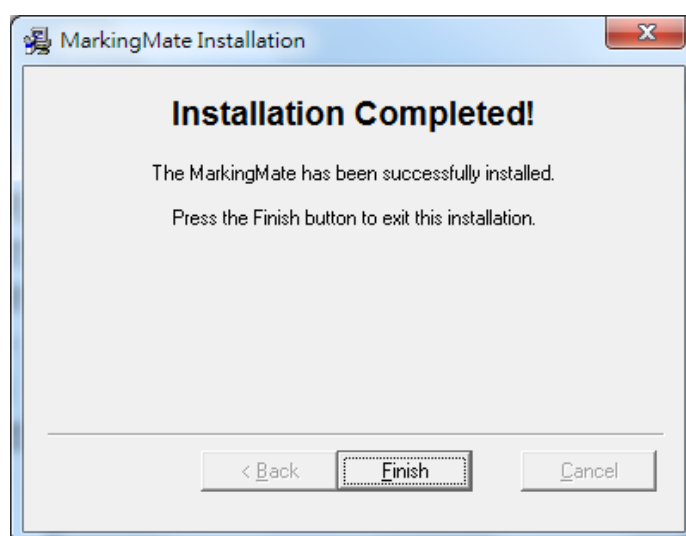 MarkingMate Installation
Installation Completed!
The MarkingMate has been successfully installed.
Press the Finish button to exit this installation.
< Back Finish Cancel